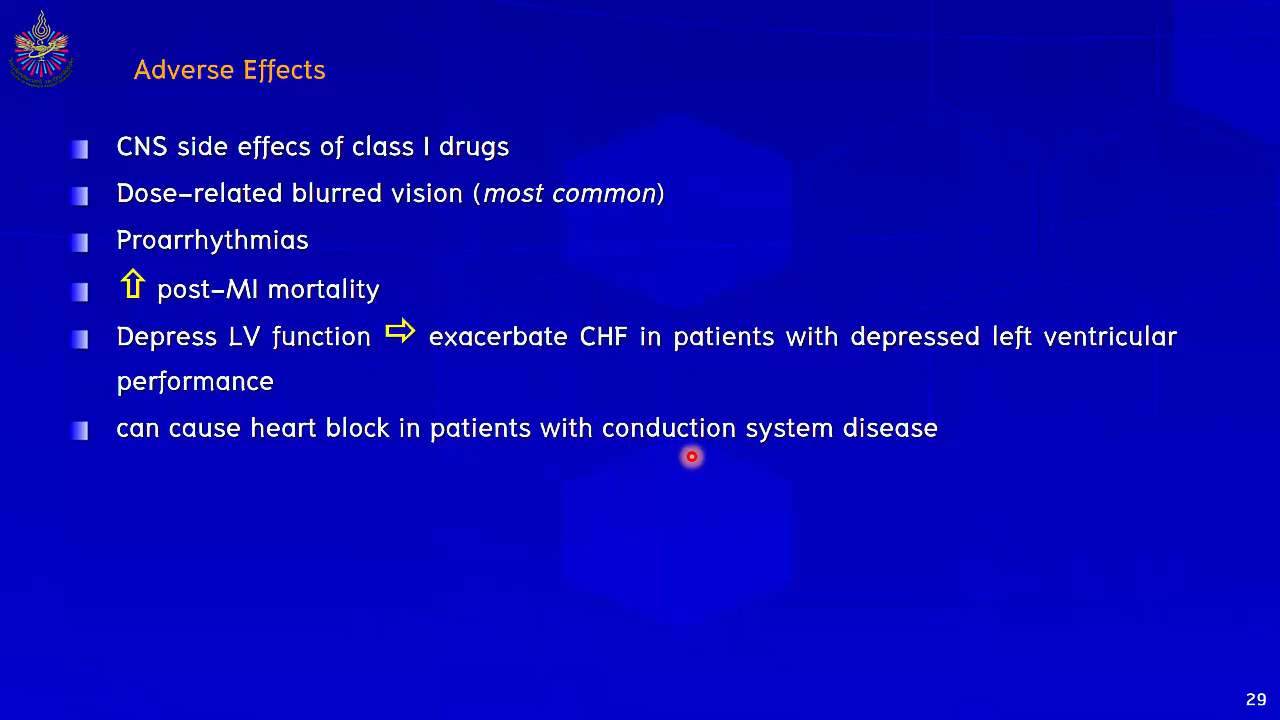 Adverse Effects
CNS side effecs of class I drugs
Dose-related blurred vision (most common)
Proarrhythmias
⇧ post-MI mortality
Depress LV function ⇨ exacerbate CHF in patients with depressed left ventricular
performance
can cause heart block in patients with conduction system disease
29